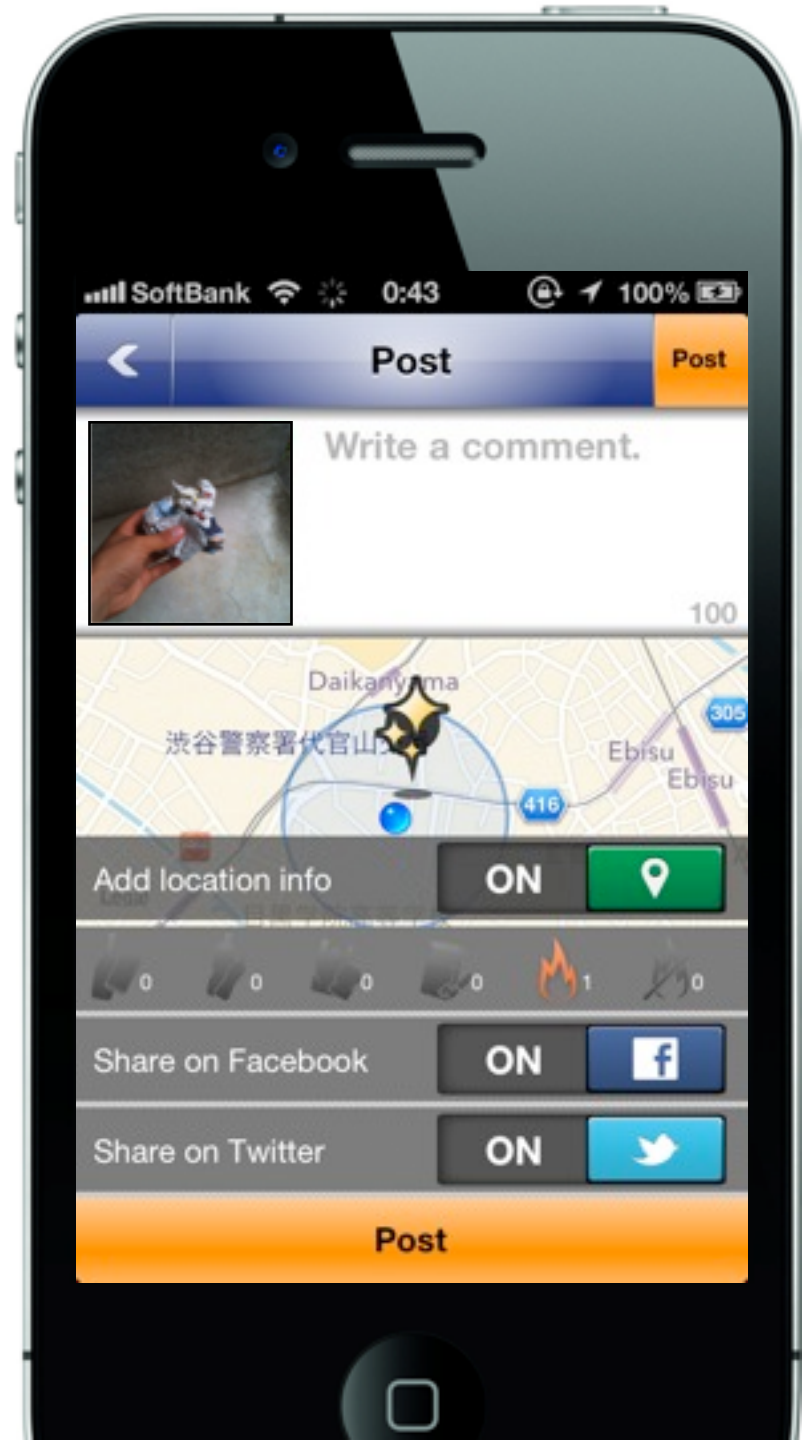 SoftBank 0:43 100%
Post Post
Write a comment.
100
Daikanyama
渋谷警察署代官山
305
Ebisu
Ebisu
416
Add location info ON
0 0 0 0 1 0
Share on Facebook ON f
Share on Twitter ON
Post